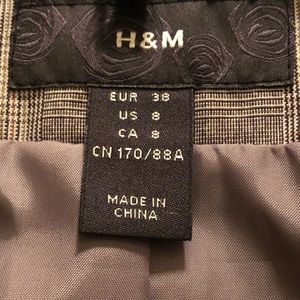 H&M
EUR 38
US 8
CA 8
CN 170/88A
MADE IN
CHINA